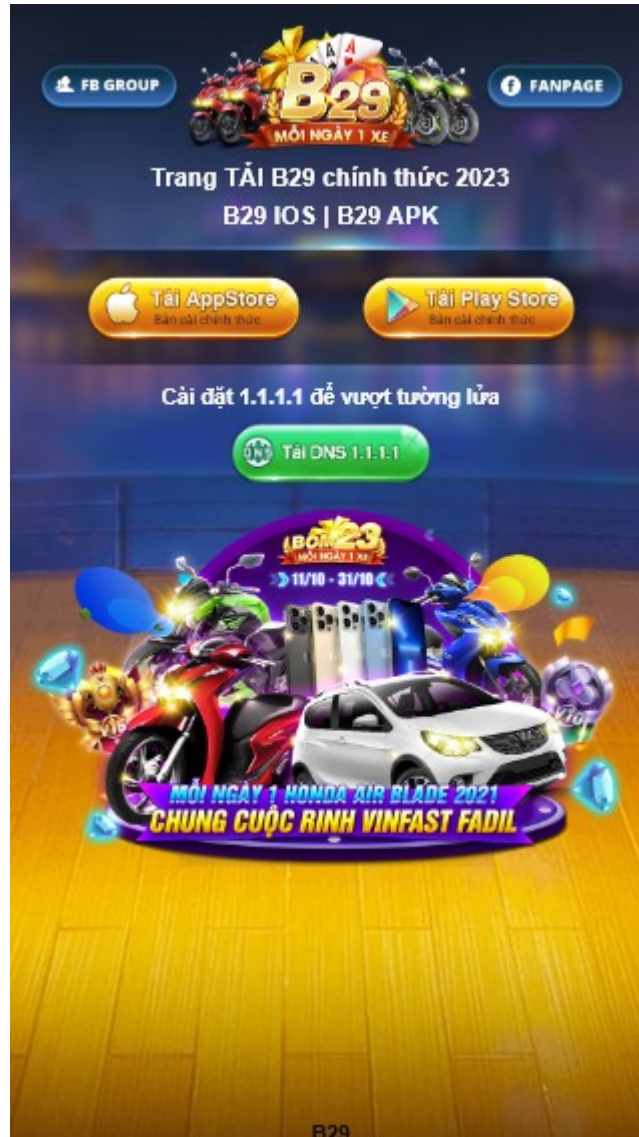 FB GROUP
B29
MỖI NGÀY 1 XE
FANPAGE
Trang TẢI B29 chính thức 2023
B29 IOS | B29 APK
Tải AppStore
Bản cài chính thức
Tải Play Store
Bản cài chính thức
Cài đặt 1.1.1.1 để vượt tường lửa
DNS
Tải DNS 1.1.1.1
BOM23
MỖI NGÀY 1 XE
11/10 - 31/10
V10
MỖI NGÀY 1 HONDA AIR BLADE 2021
CHUNG CUỘC RINH VINFAST FADIL
B29